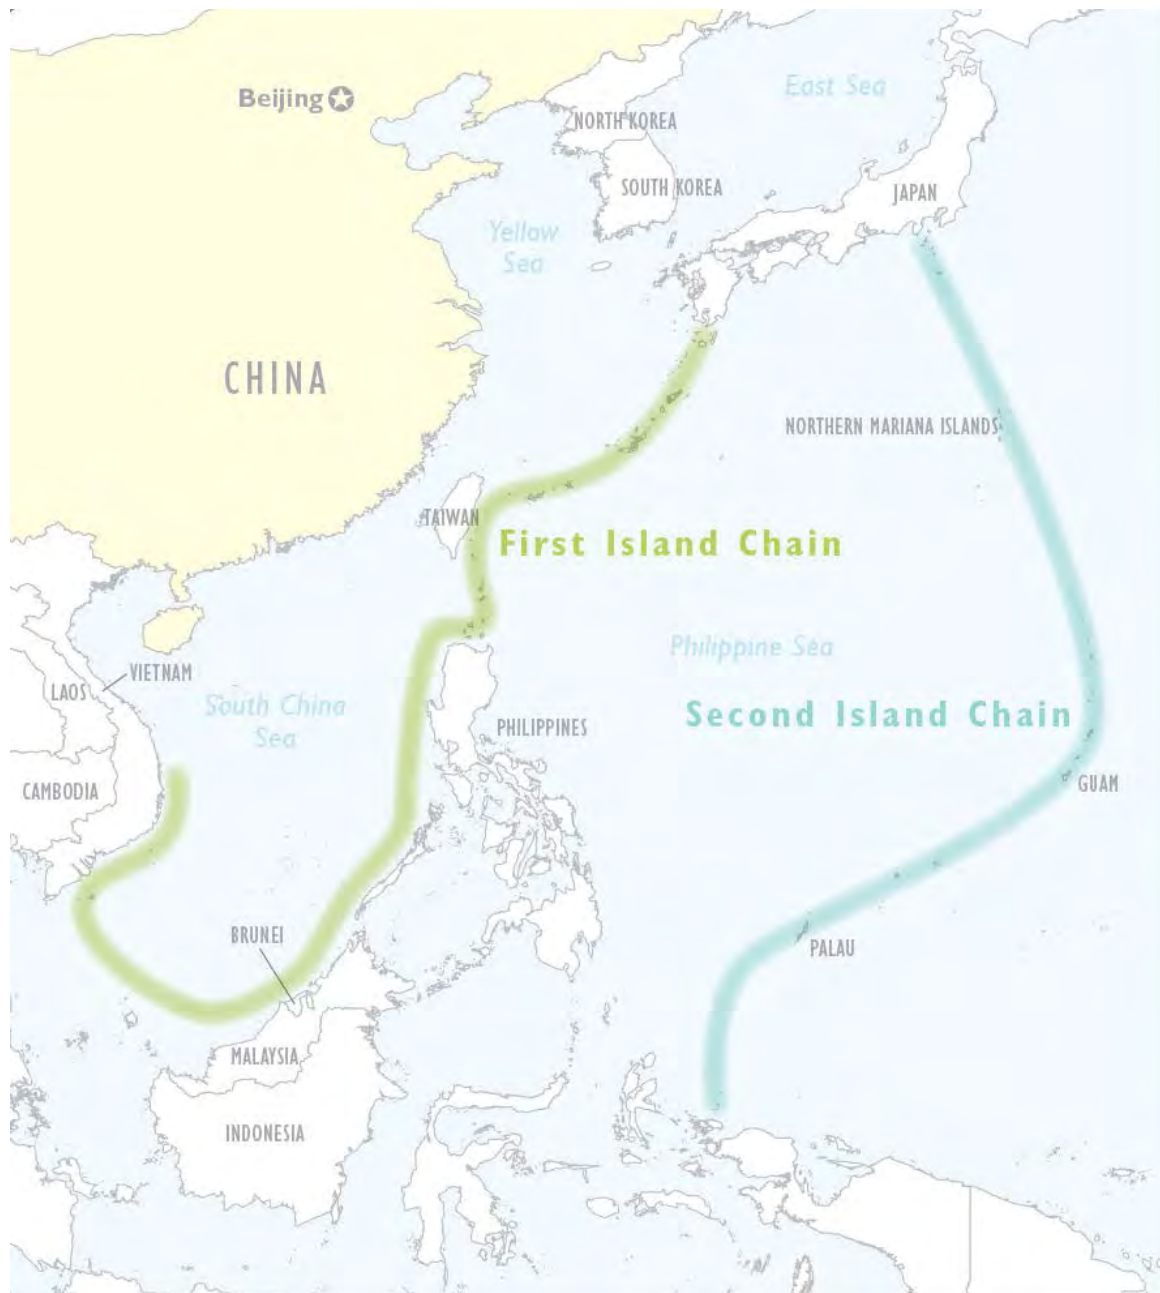 East Sea
Beijing
NORTH KOREA
SOUTH KOREA
JAPAN
Yellow
Sea
CHINA
NORTHERN MARIANA ISLANDS
TAIWAN
First Island Chain
Philippine Sea
VIETNAM
LAOS
South China
Sea
Second Island Chain
PHILIPPINES
CAMBODIA
GUAM
BRUNEI
PALAU
MALAYSIA
INDONESIA